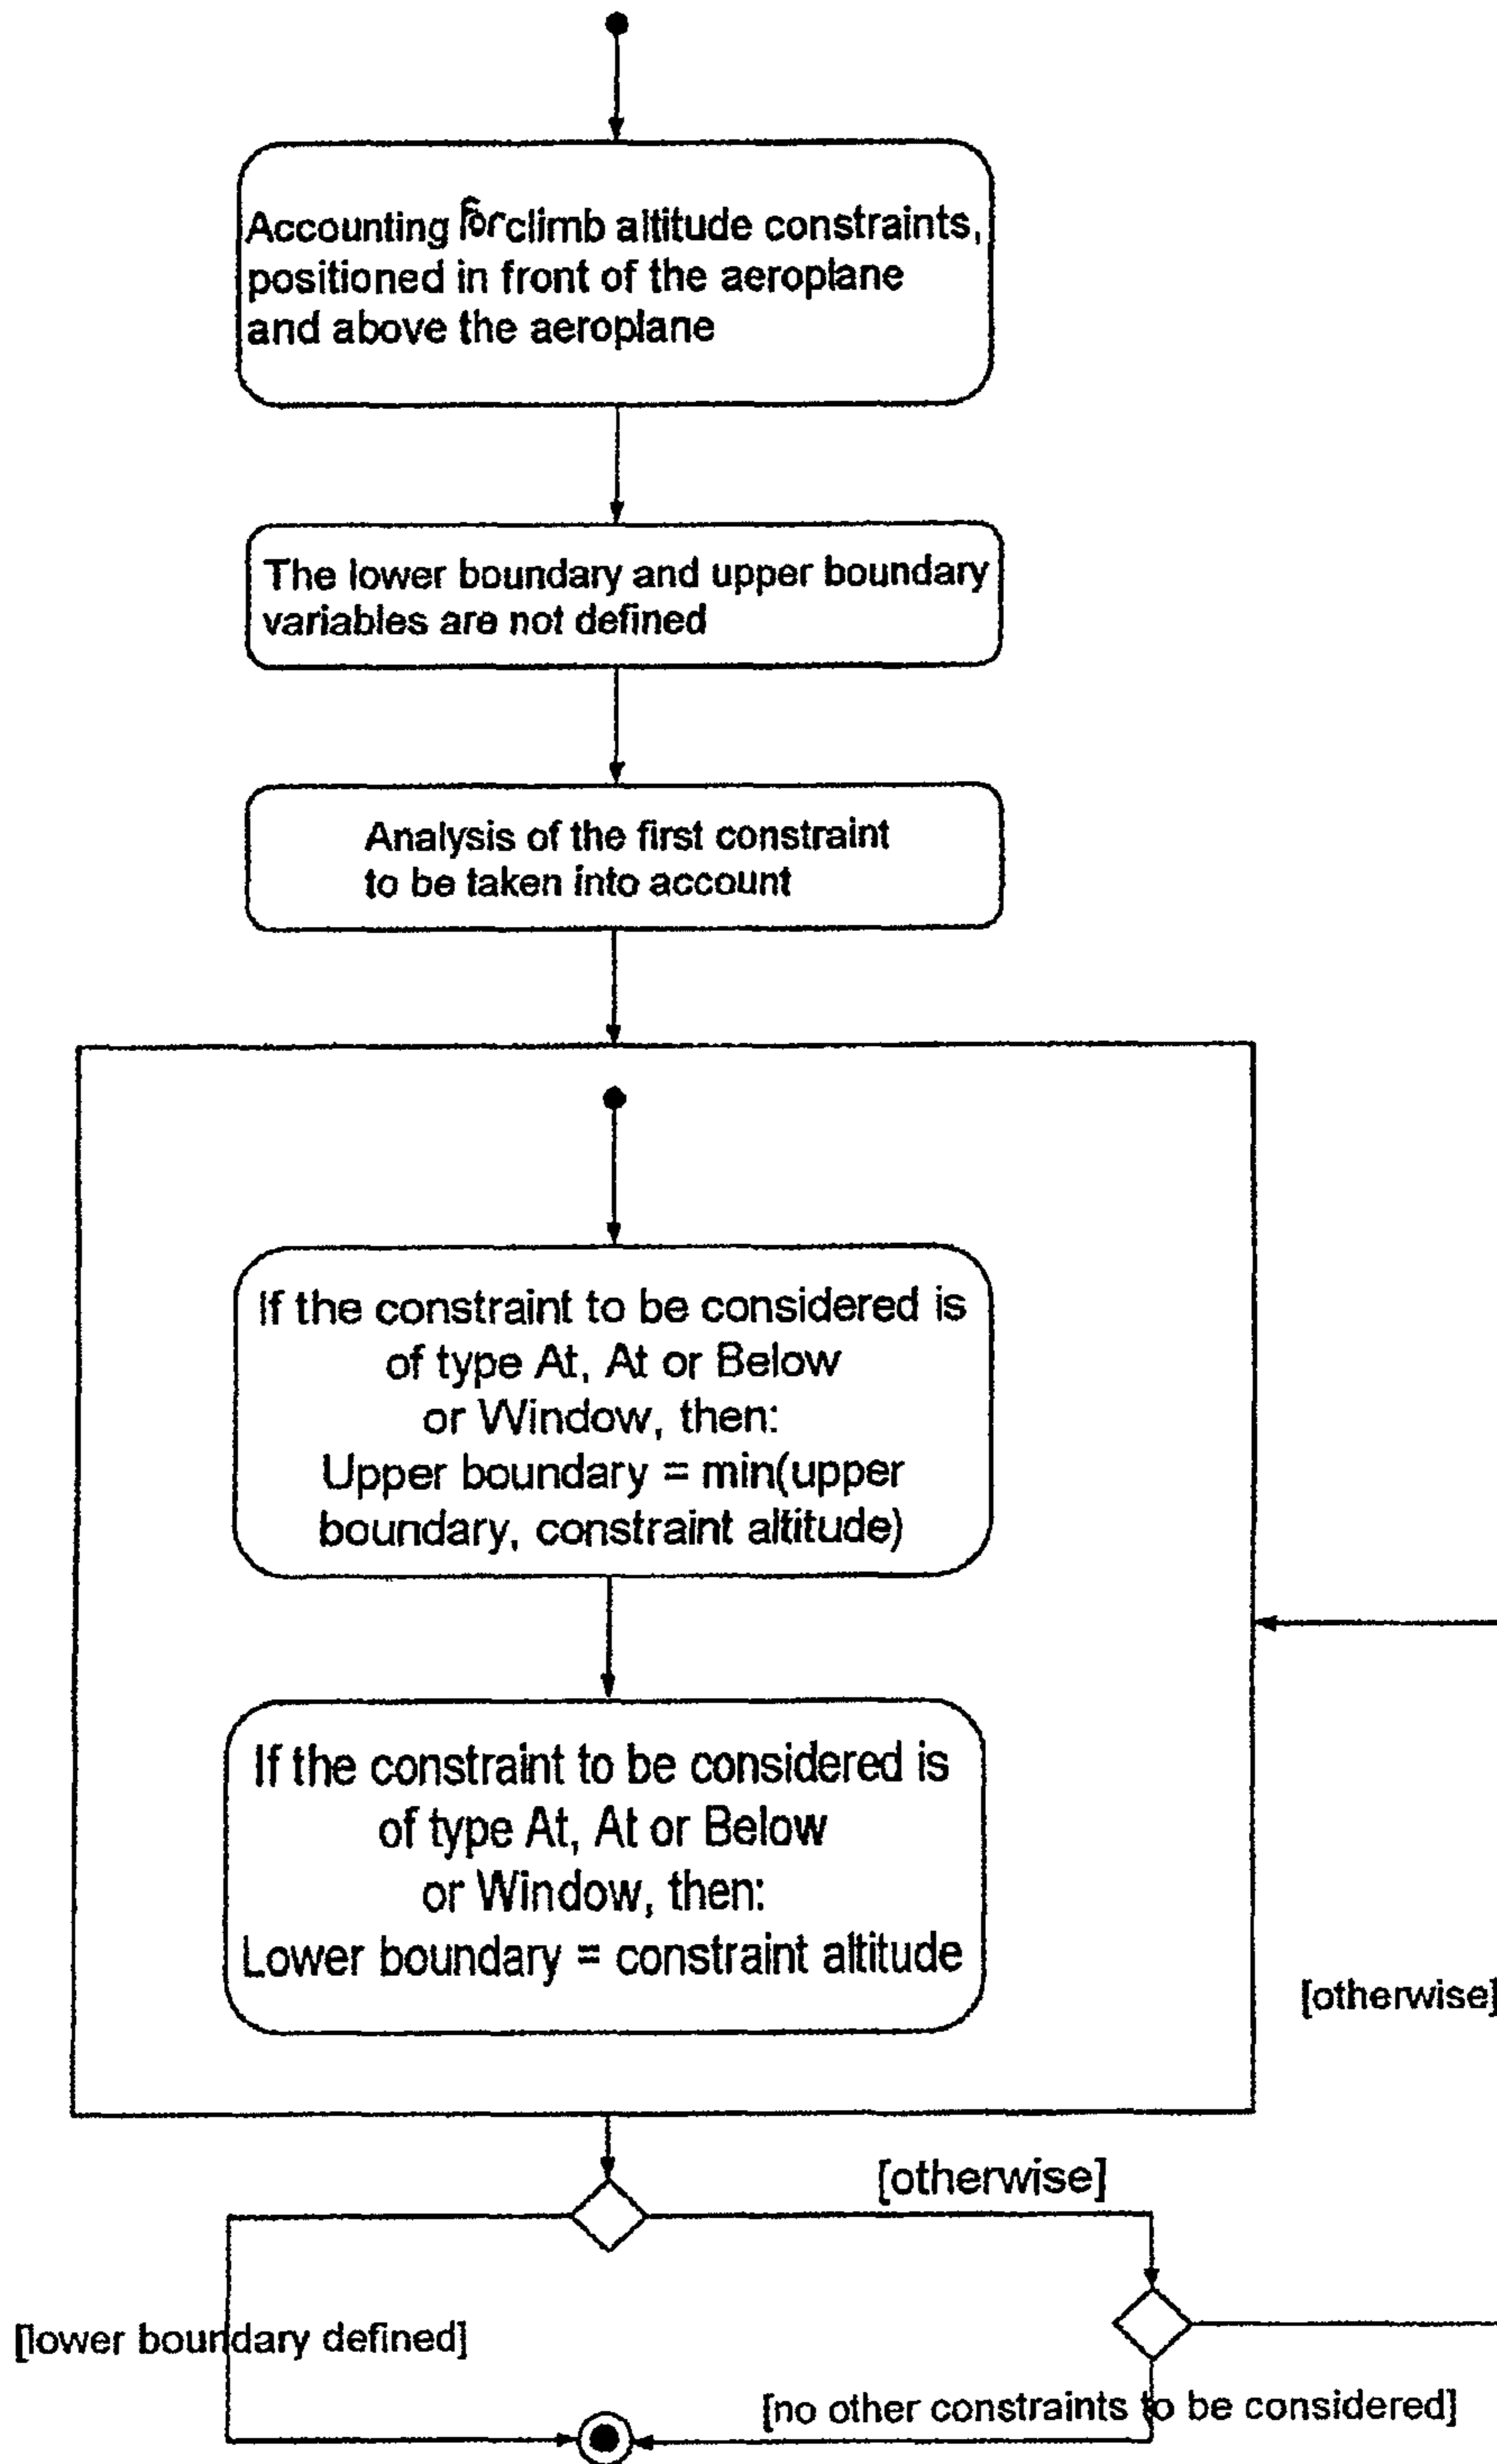 Accounting for climb altitude constraints,
positioned in front of the aeroplane
and above the aeroplane
The lower boundary and upper boundary
variables are not defined
Analysis of the first constraint
to be taken into account
If the constraint to be considered is
of type At, At or Below
or Window, then:
Upper boundary = min(upper
boundary, constraint altitude)
If the constraint to be considered is
of type At, At or Below
or Window, then:
Lower boundary = constraint altitude
[otherwise]
[otherwise]
[lower boundary defined]
[no other constraints to be considered]